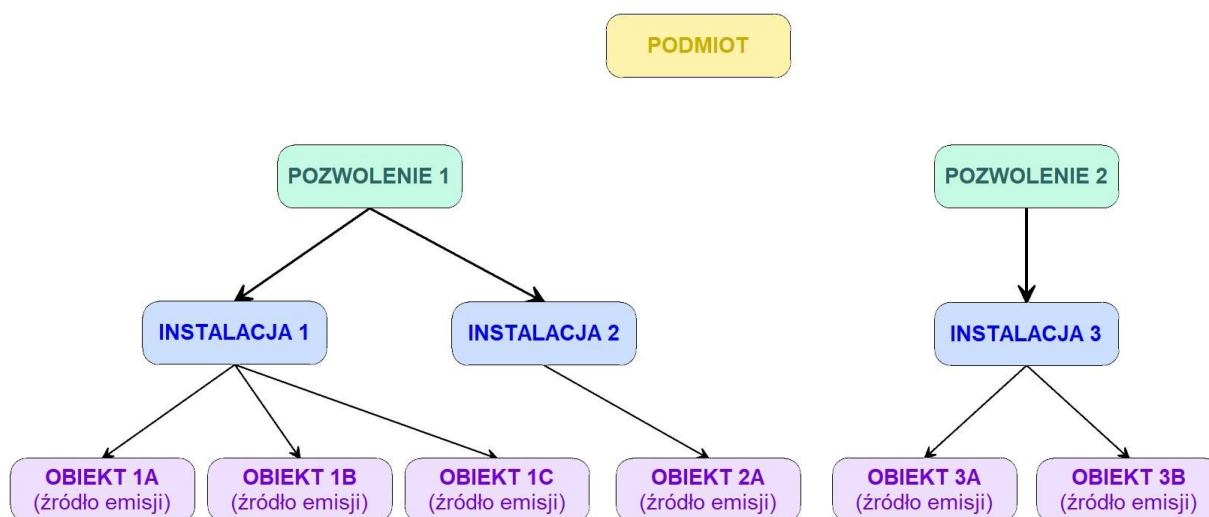 PODMIOT
POZWOLENIE 1
POZWOLENIE 2
INSTALACJA 1
INSTALACJA 2
INSTALACJA 3
OBIEKT 1A
(źródło emisji)
OBIEKT 1B
(źródło emisji)
OBIEKT 1C
(źródło emisji)
OBIEKT 2A
(źródło emisji)
OBIEKT 3A
(źródło emisji)
OBIEKT 3B
(źródło emisji)